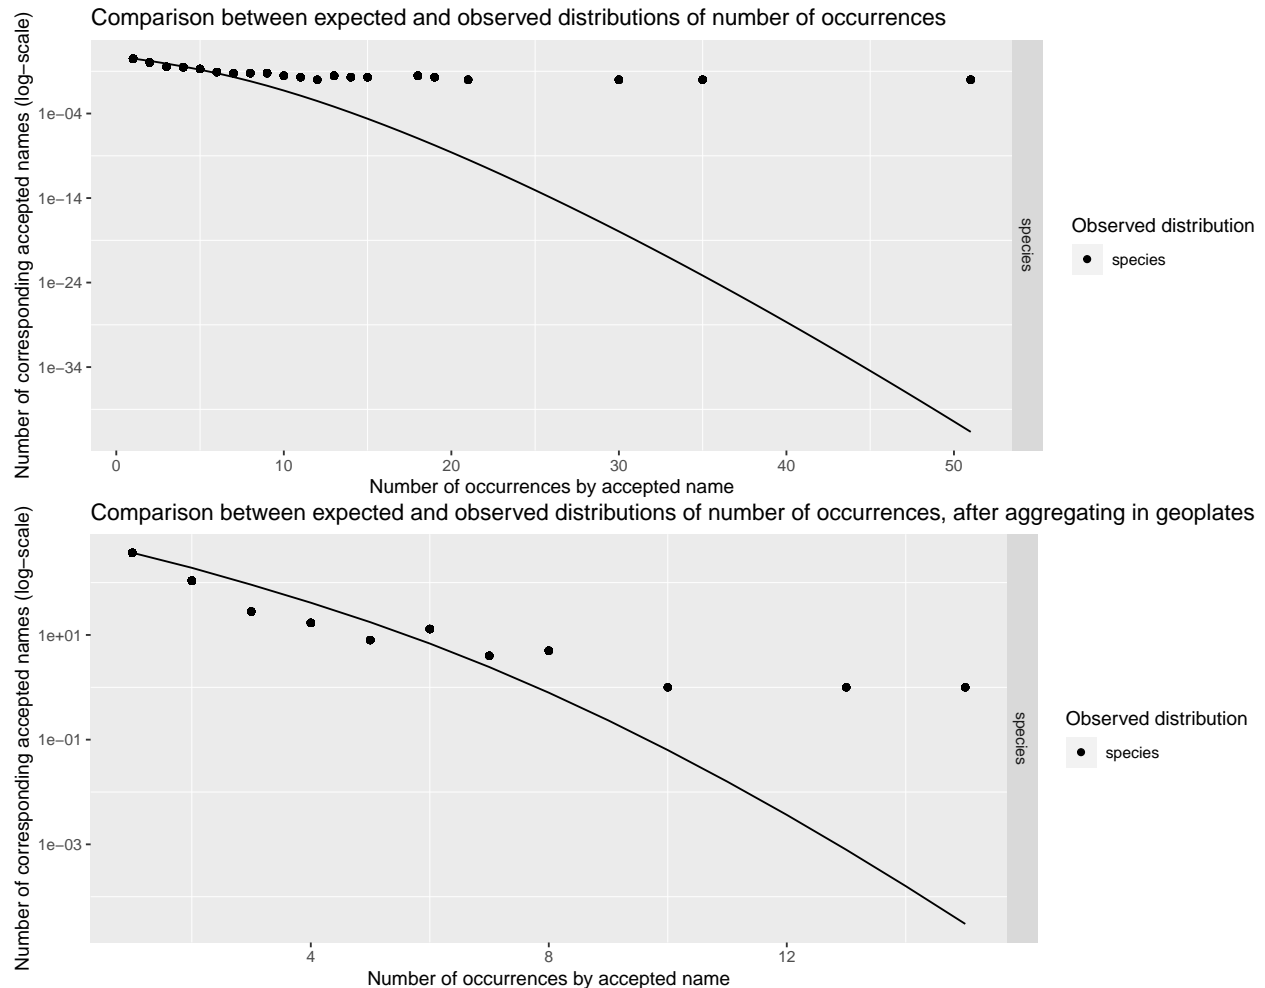 Comparison between expected and observed distributions of number of occurrences
Number of corresponding accepted names (log−scale)
1e−04
1e−14
1e−24
1e−34
0 10 20 30 40 50
Number of occurrences by accepted name
species
Observed distribution
species
Comparison between expected and observed distributions of number of occurrences, after aggregating in geoplates
Number of corresponding accepted names (log−scale)
1e+01
1e−01
1e−03
4 8 12
Number of occurrences by accepted name
species
Observed distribution
species